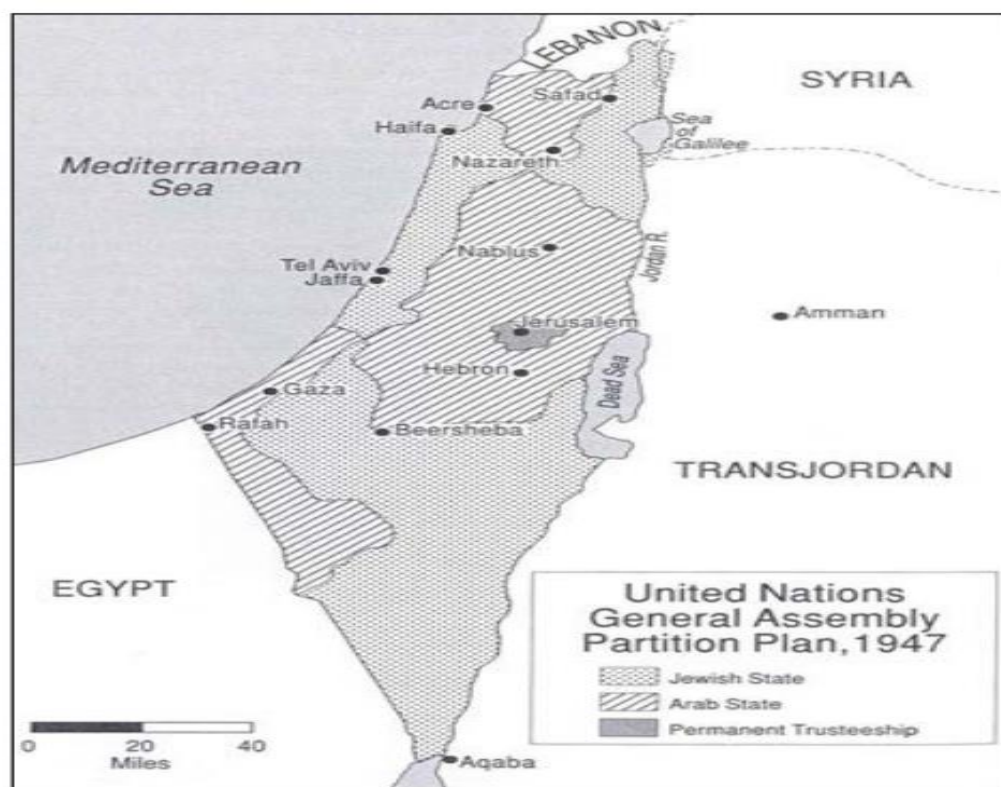 LEBANON
SYRIA
Safad
Acre
Haifa
Sea
of
Galilee
Nazareth
Mediterranean
Sea
Nablus
Jordan R.
Tel Aviv
Jaffa
Amman
Jerusalem
Hebron
Dead Sea
Gaza
Rafah
Beersheba
TRANSJORDAN
EGYPT
United Nations
General Assembly
Partition Plan,1947
Jewish State
Arab State
Permanent Trusteeship
0 20 40
Miles
Aqaba